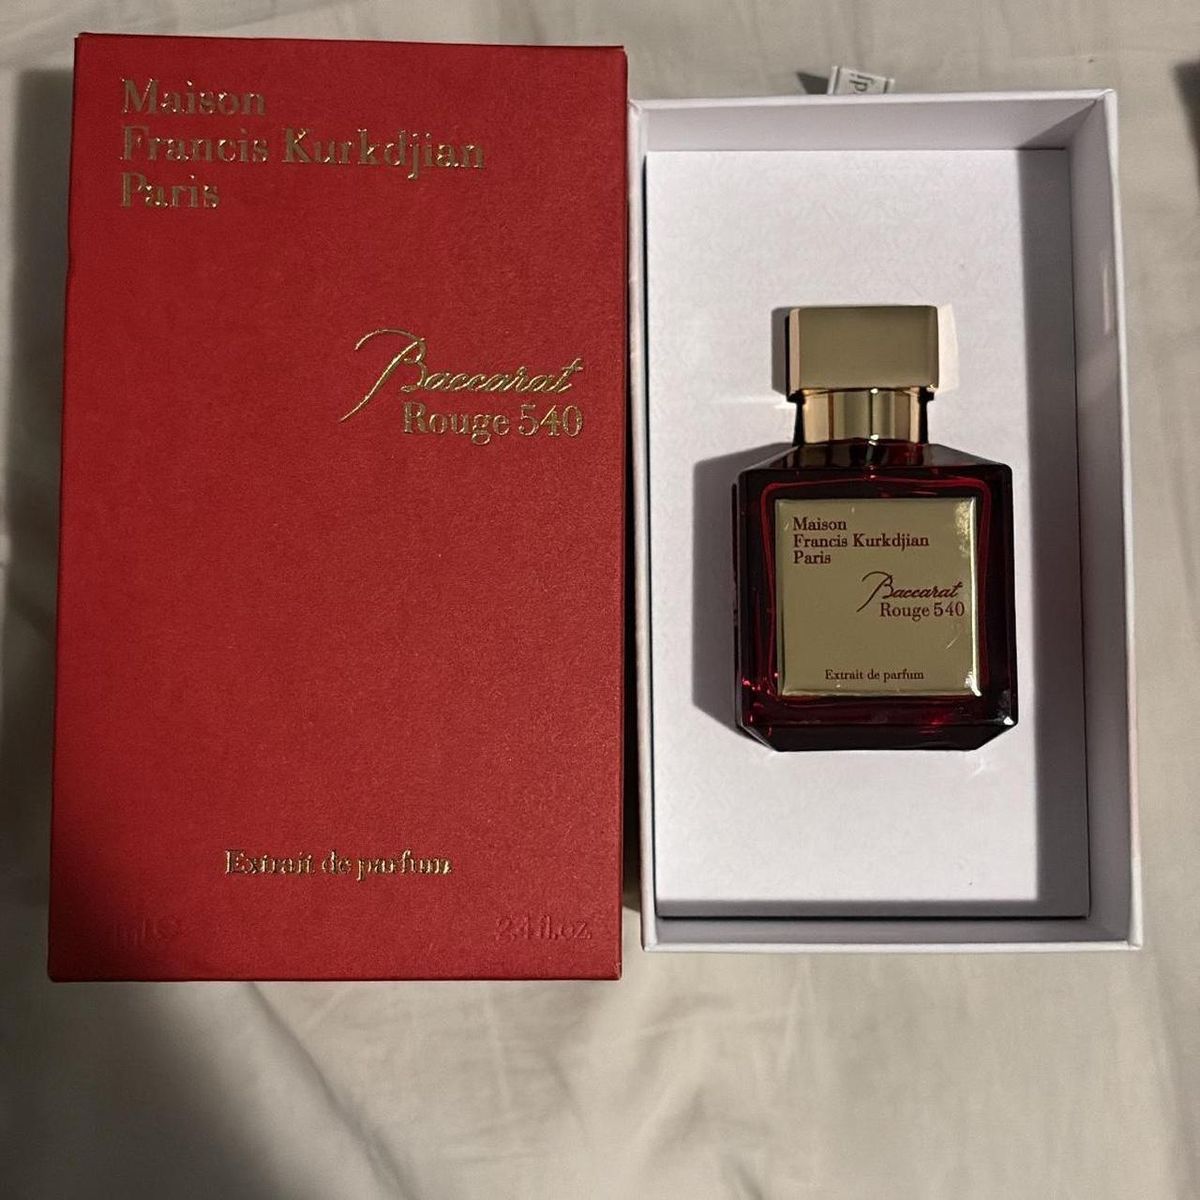 Maison
Francis Kurkdjian
Paris
Baccarat
Rouge 540
Extrait de parfum
2.4 fl.oz
Maison
Francis Kurkdjian
Paris
Baccarat
Rouge 540
Extrait de parfum